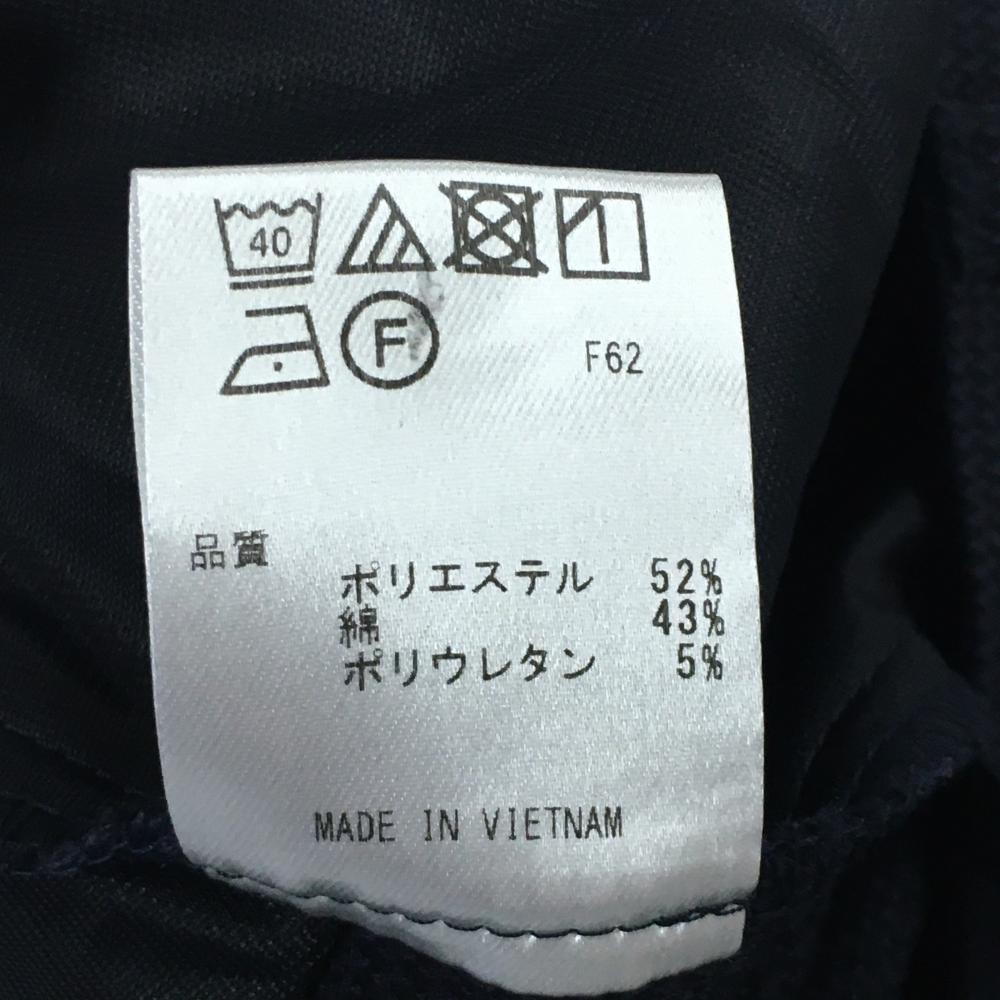 40
F
F62
品質
ポリエステル 52%
綿 43%
ポリウレタン 5%
MADE IN VIETNAM